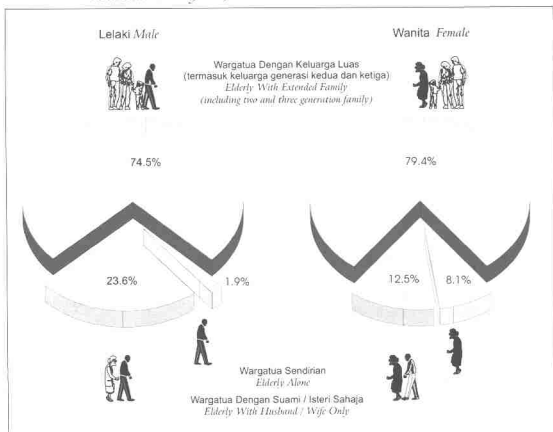 Lelaki Male
Wanita Female
Wargatua Dengan Keluarga Luas
(termasuk keluarga generasi kedua dan ketiga)
Elderly With Extended Family
(including two and three generation family)
74.5%
79.4%
23.6%
1.9%
12.5%
8.1%
Wargatua Sendirian
Elderly Alone
Wargatua Dengan Suami / Isteri Sahaja
Elderly With Husband / Wife Only